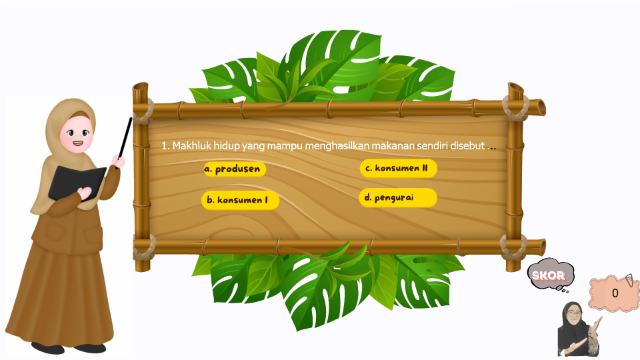 1. Makhluk hidup yang mampu menghasilkan makanan sendiri disebut ...
a. produsen
c. konsumen II
b. konsumen I
d. pengurai
SKOR
0